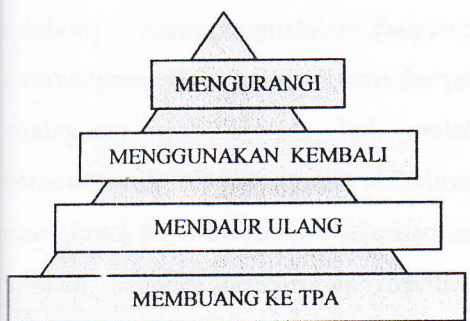 MENGURANGI
MENGGUNAKAN KEMBALI
MENDAUR ULANG
MEMBUANG KE TPA